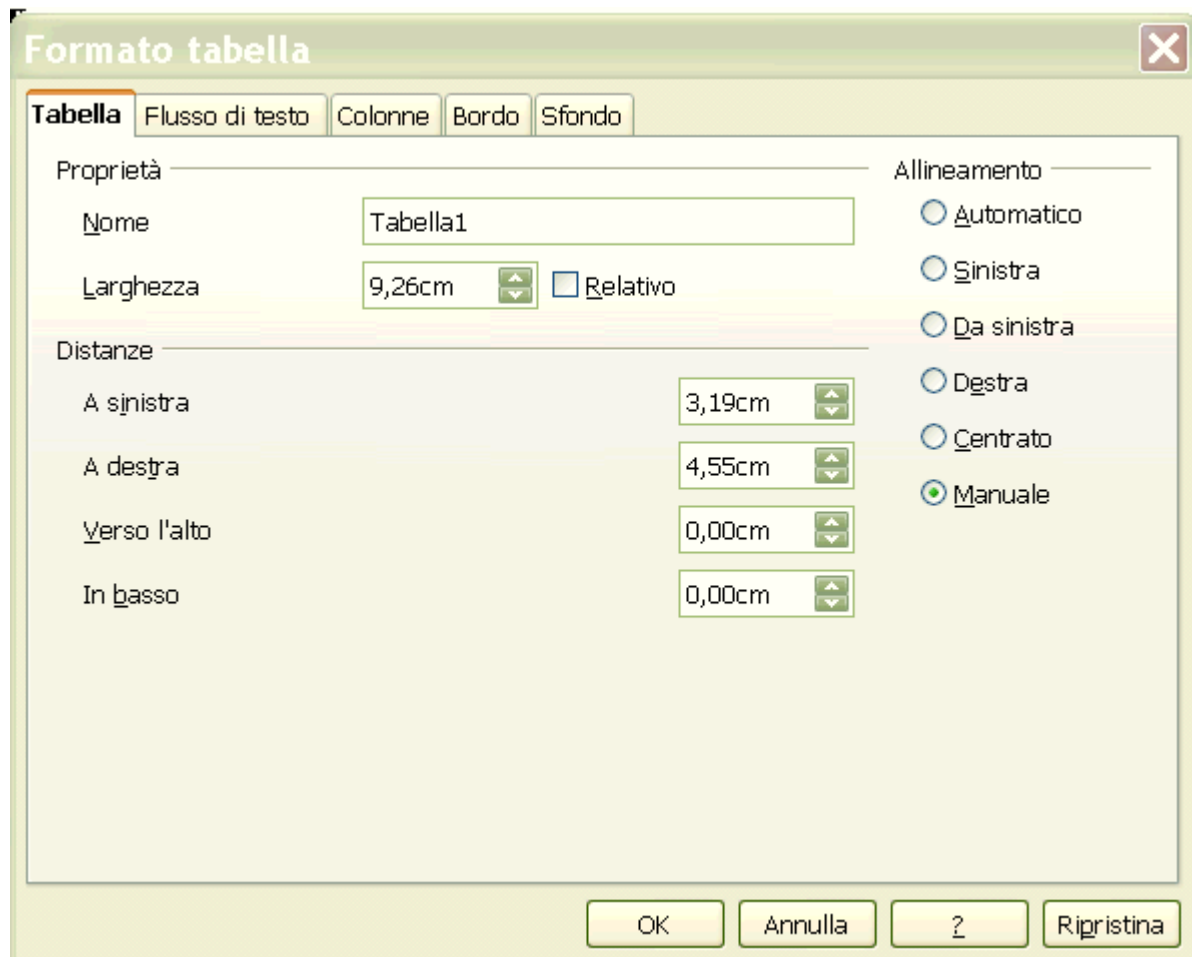 Formato tabella
Tabella Flusso di testo Colonne Bordo Sfondo
Proprietà
Nome Tabella1
Larghezza 9,26cm Relativo
Distanze
A sinistra 3,19cm
A destra 4,55cm
Verso l'alto 0,00cm
In basso 0,00cm
Allineamento
Automatico
Sinistra
Da sinistra
Destra
Centrato
Manuale
OK Annulla ? Ripristina